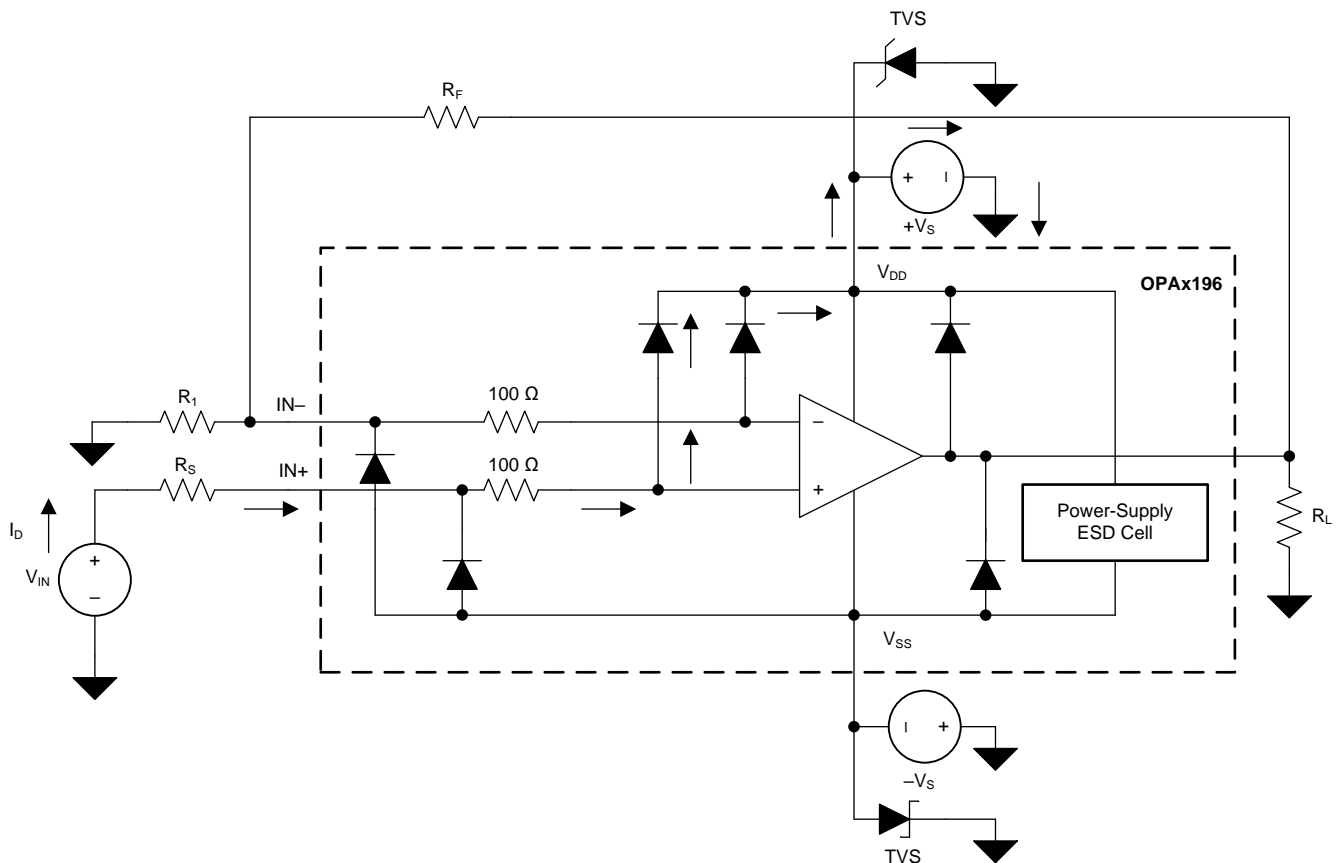 TVS
R_F
+ −
+V_S
V_DD
OPAx196
R_1
IN–
100 Ω
−
R_S
IN+
100 Ω
+
Power-Supply
ESD Cell
R_L
I_D
V_IN
+
−
V_SS
− +
–V_S
TVS